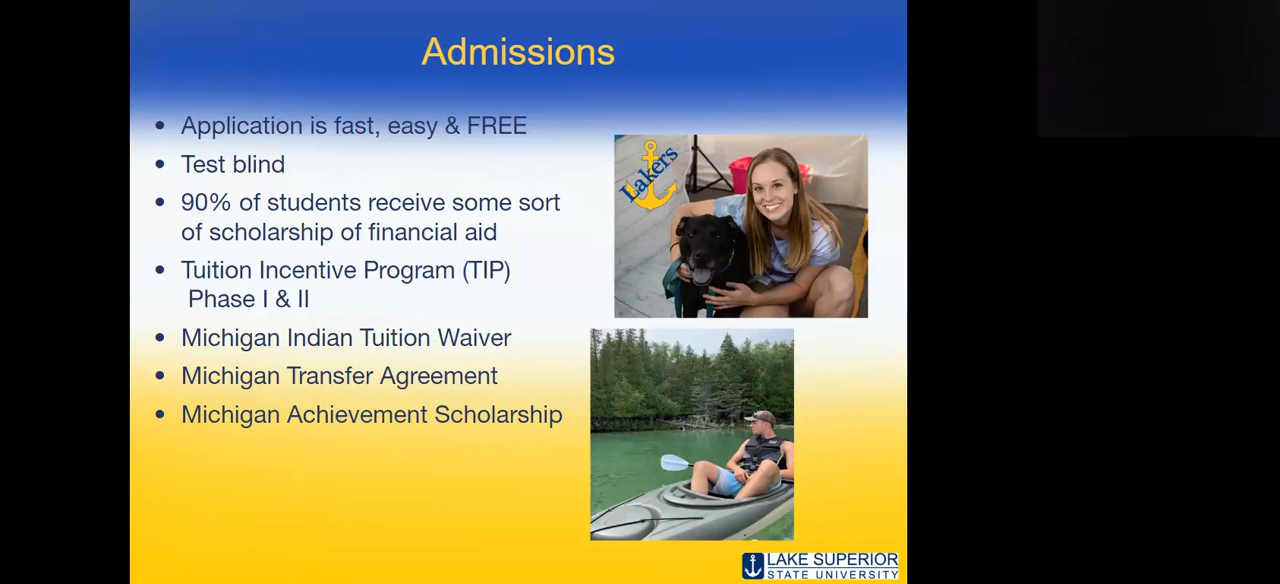 Admissions
• Application is fast, easy & FREE
• Test blind
• 90% of students receive some sort
of scholarship of financial aid
• Tuition Incentive Program (TIP)
Phase I & II
• Michigan Indian Tuition Waiver
• Michigan Transfer Agreement
• Michigan Achievement Scholarship
Lakers
LAKE SUPERIOR
STATE UNIVERSITY